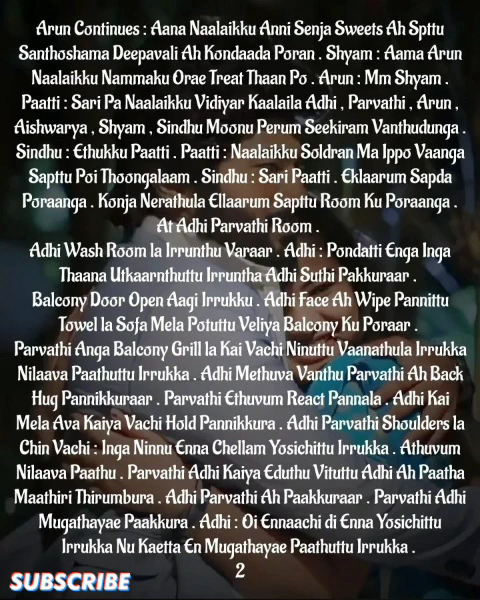 Arun Continues : Aana Naalaikku Anni Senja Sweets Ah Spttu
Santhoshama Deepavali Ah Kondaada Poran . Shyam : Aama Arun
Naalaikku Nammaku Orae Treat Thaan Po . Arun : Mm Shyam .
Paatti : Sari Pa Naalaikku Vidiyar Kaalaila Adhi , Parvathi , Arun ,
Aishwarya , Shyam , Sindhu Moonu Perum Seekiram Vanthudunga .
Sindhu : Ethukku Paatti . Paatti : Naalaikku Soldran Ma Ippo Vaanga
Sapttu Poi Thoongalaam . Sindhu : Sari Paatti . Eklaarum Sapda
Poraanga . Konja Nerathula Ellaarum Sapttu Room Ku Poraanga .
At Adhi Parvathi Room .
Adhi Wash Room la Irrunthu Varaar . Adhi : Pondatti Enga Inga
Thaana Utkaarnthuttu Irruntha Adhi Suthi Pakkuraar .
Balcony Door Open Aagi Irrukku . Adhi Face Ah Wipe Pannittu
Towel la Sofa Mela Potuttu Veliya Balcony Ku Poraar .
Parvathi Anga Balcony Grill la Kai Vachi Ninuttu Vaanathula Irrukka
Nilaava Paathuttu Irrukka . Adhi Methuva Vanthu Parvathi Ah Back
Hug Pannikkuraar . Parvathi Ethuvum React Pannala . Adhi Kai
Mela Ava Kaiya Vachi Hold Pannikkura . Adhi Parvathi Shoulders la
Chin Vachi : Inga Ninnu Enna Chellam Yosichittu Irrukka . Athuvum
Nilaava Paathu . Parvathi Adhi Kaiya Eduthu Vituttu Adhi Ah Paatha
Maathiri Thirumbura . Adhi Parvathi Ah Paakkuraar . Parvathi Adhi
Mugathayae Paakkura . Adhi : Oi Ennaachi di Enna Yosichittu
Irrukka Nu Kaetta En Mugathayae Paathuttu Irrukka .
2
SUBSCRIBE